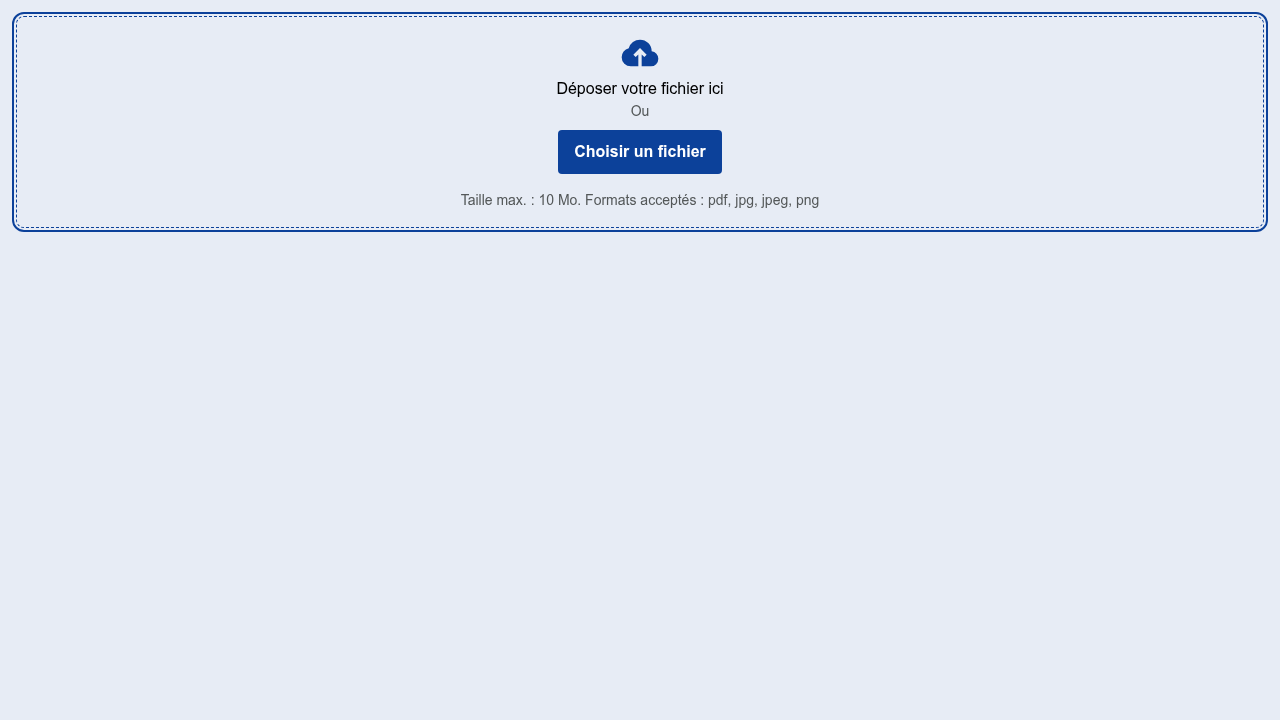 Déposer votre fichier ici
Ou
Choisir un fichier
Taille max. : 10 Mo. Formats acceptés : pdf, jpg, jpeg, png